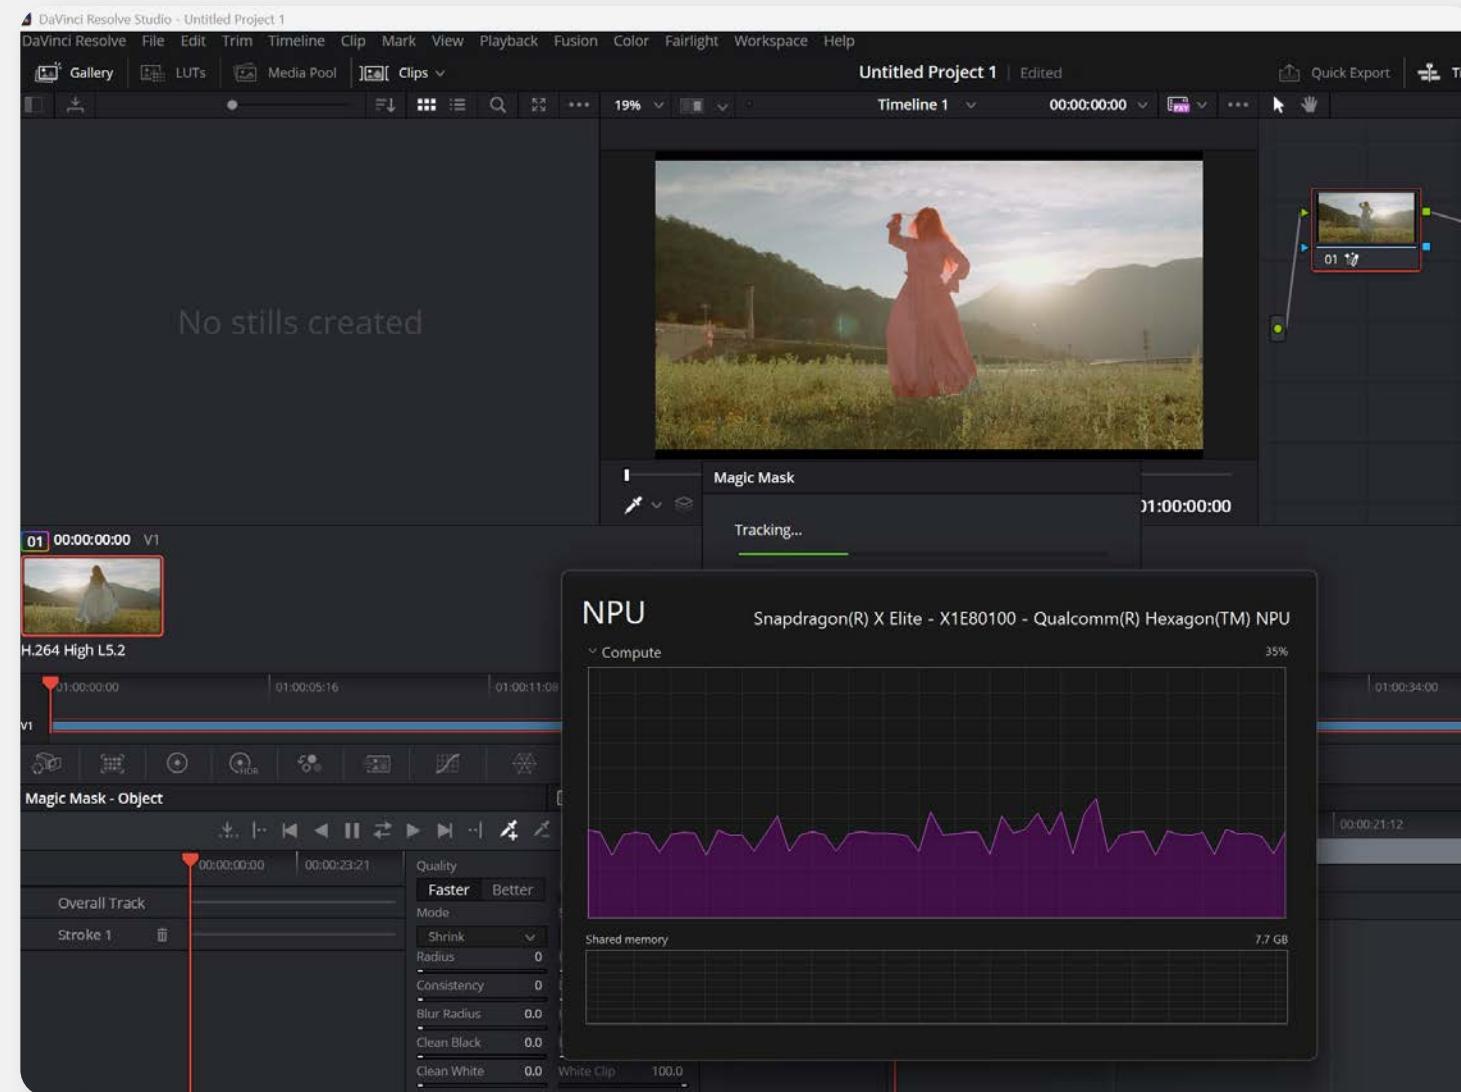 DaVinci Resolve Studio - Untitled Project 1
DaVinci Resolve File Edit Trim Timeline Clip Mark View Playback Fusion Color Fairlight Workspace Help
Gallery LUTs Media Pool Clips Untitled Project 1 Edited Quick Export
19% Timeline 1 00:00:00:00
No stills created
01
Magic Mask
01:00:00:00
Tracking...
01 00:00:00:00 V1
H.264 High L5.2
NPU Snapdragon(R) X Elite - X1E80100 - Qualcomm(R) Hexagon(TM) NPU
Compute 35%
01:00:00:00 01:00:05:16 01:00:11:08 01:00:34:00
V1
HDR
Magic Mask - Object
00:00:21:12
00:00:00:00 00:00:23:21 Quality
Faster Better
Overall Track
Mode
Stroke 1 Shrink
Shared memory 7.7 GB
Radius 0
Consistency 0
Blur Radius 0.0
Clean Black 0.0
Clean White 0.0 White Clip 100.0